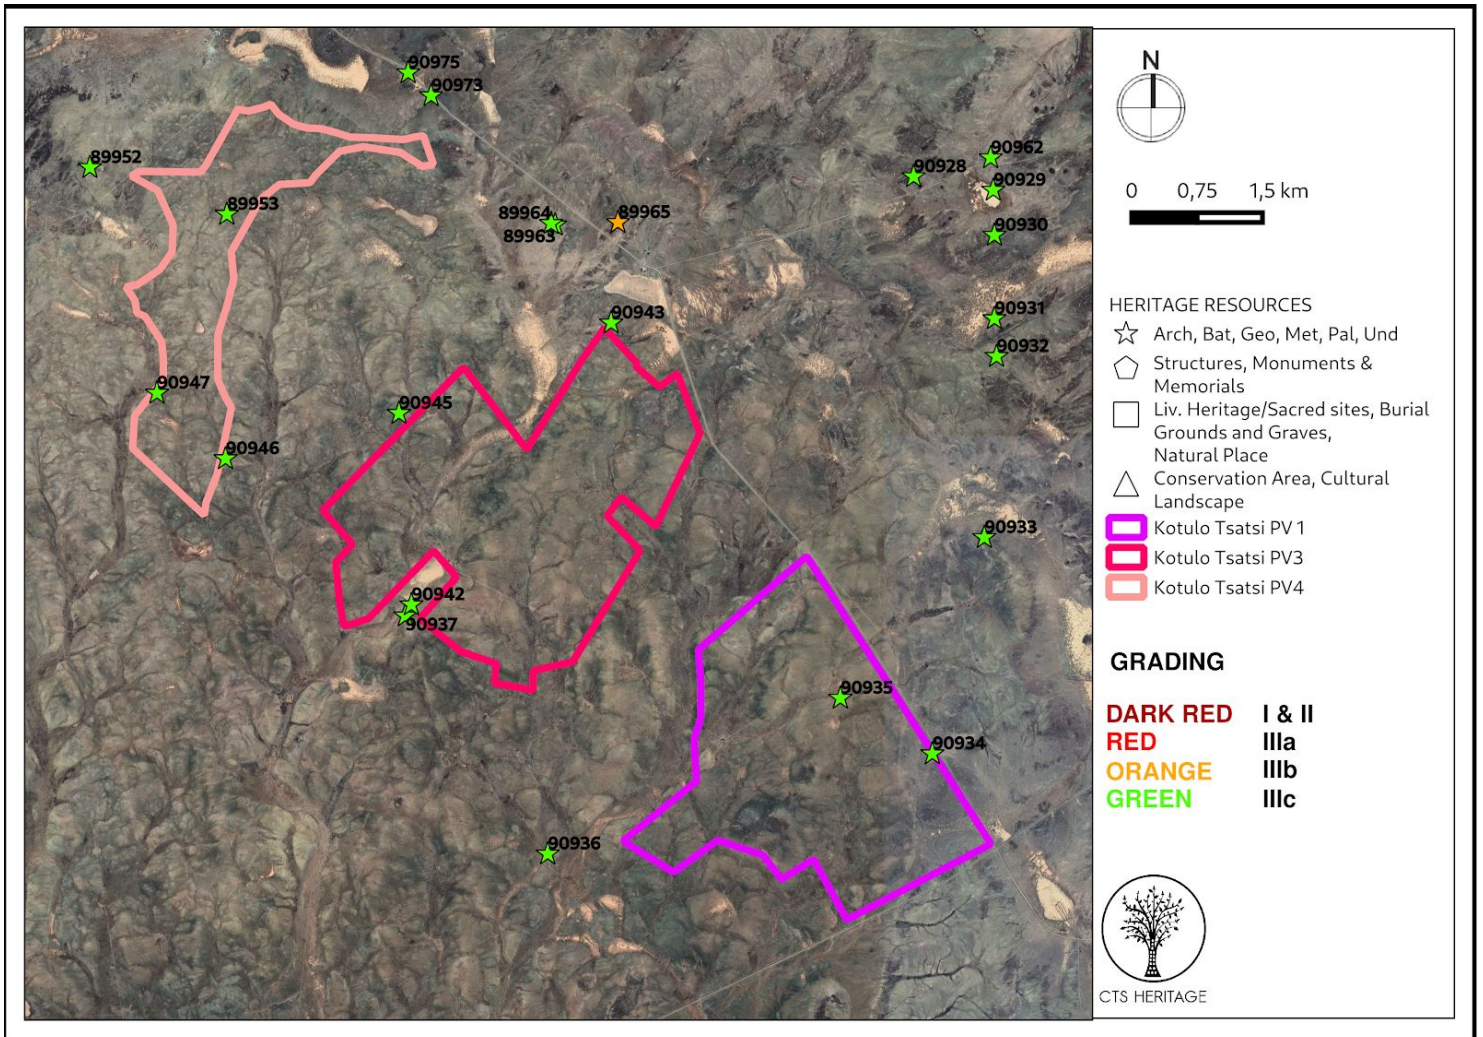 90975
90973
89952
89953
90962
90928
90929
90930
89964
89965
89963
90931
90943
90932
90947
90945
90946
90933
90942
90937
90935
90934
90936
N
0 0,75 1,5 km
HERITAGE RESOURCES
Arch, Bat, Geo, Met, Pal, Und
Structures, Monuments &
Memorials
Liv. Heritage/Sacred sites, Burial
Grounds and Graves,
Natural Place
Conservation Area, Cultural
Landscape
Kotulo Tsatsi PV 1
Kotulo Tsatsi PV3
Kotulo Tsatsi PV4
GRADING
DARK RED I & II
RED IIIa
ORANGE IIIb
GREEN IIIc
CTS HERITAGE